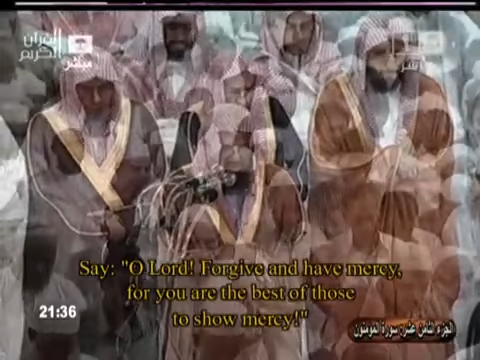 القرآن
الكريم
مباشر
Say: "O Lord! Forgive and have mercy,
for you are the best of those
to show mercy!"
21:36
الجزء الثامن عشر، سورة المؤمنون